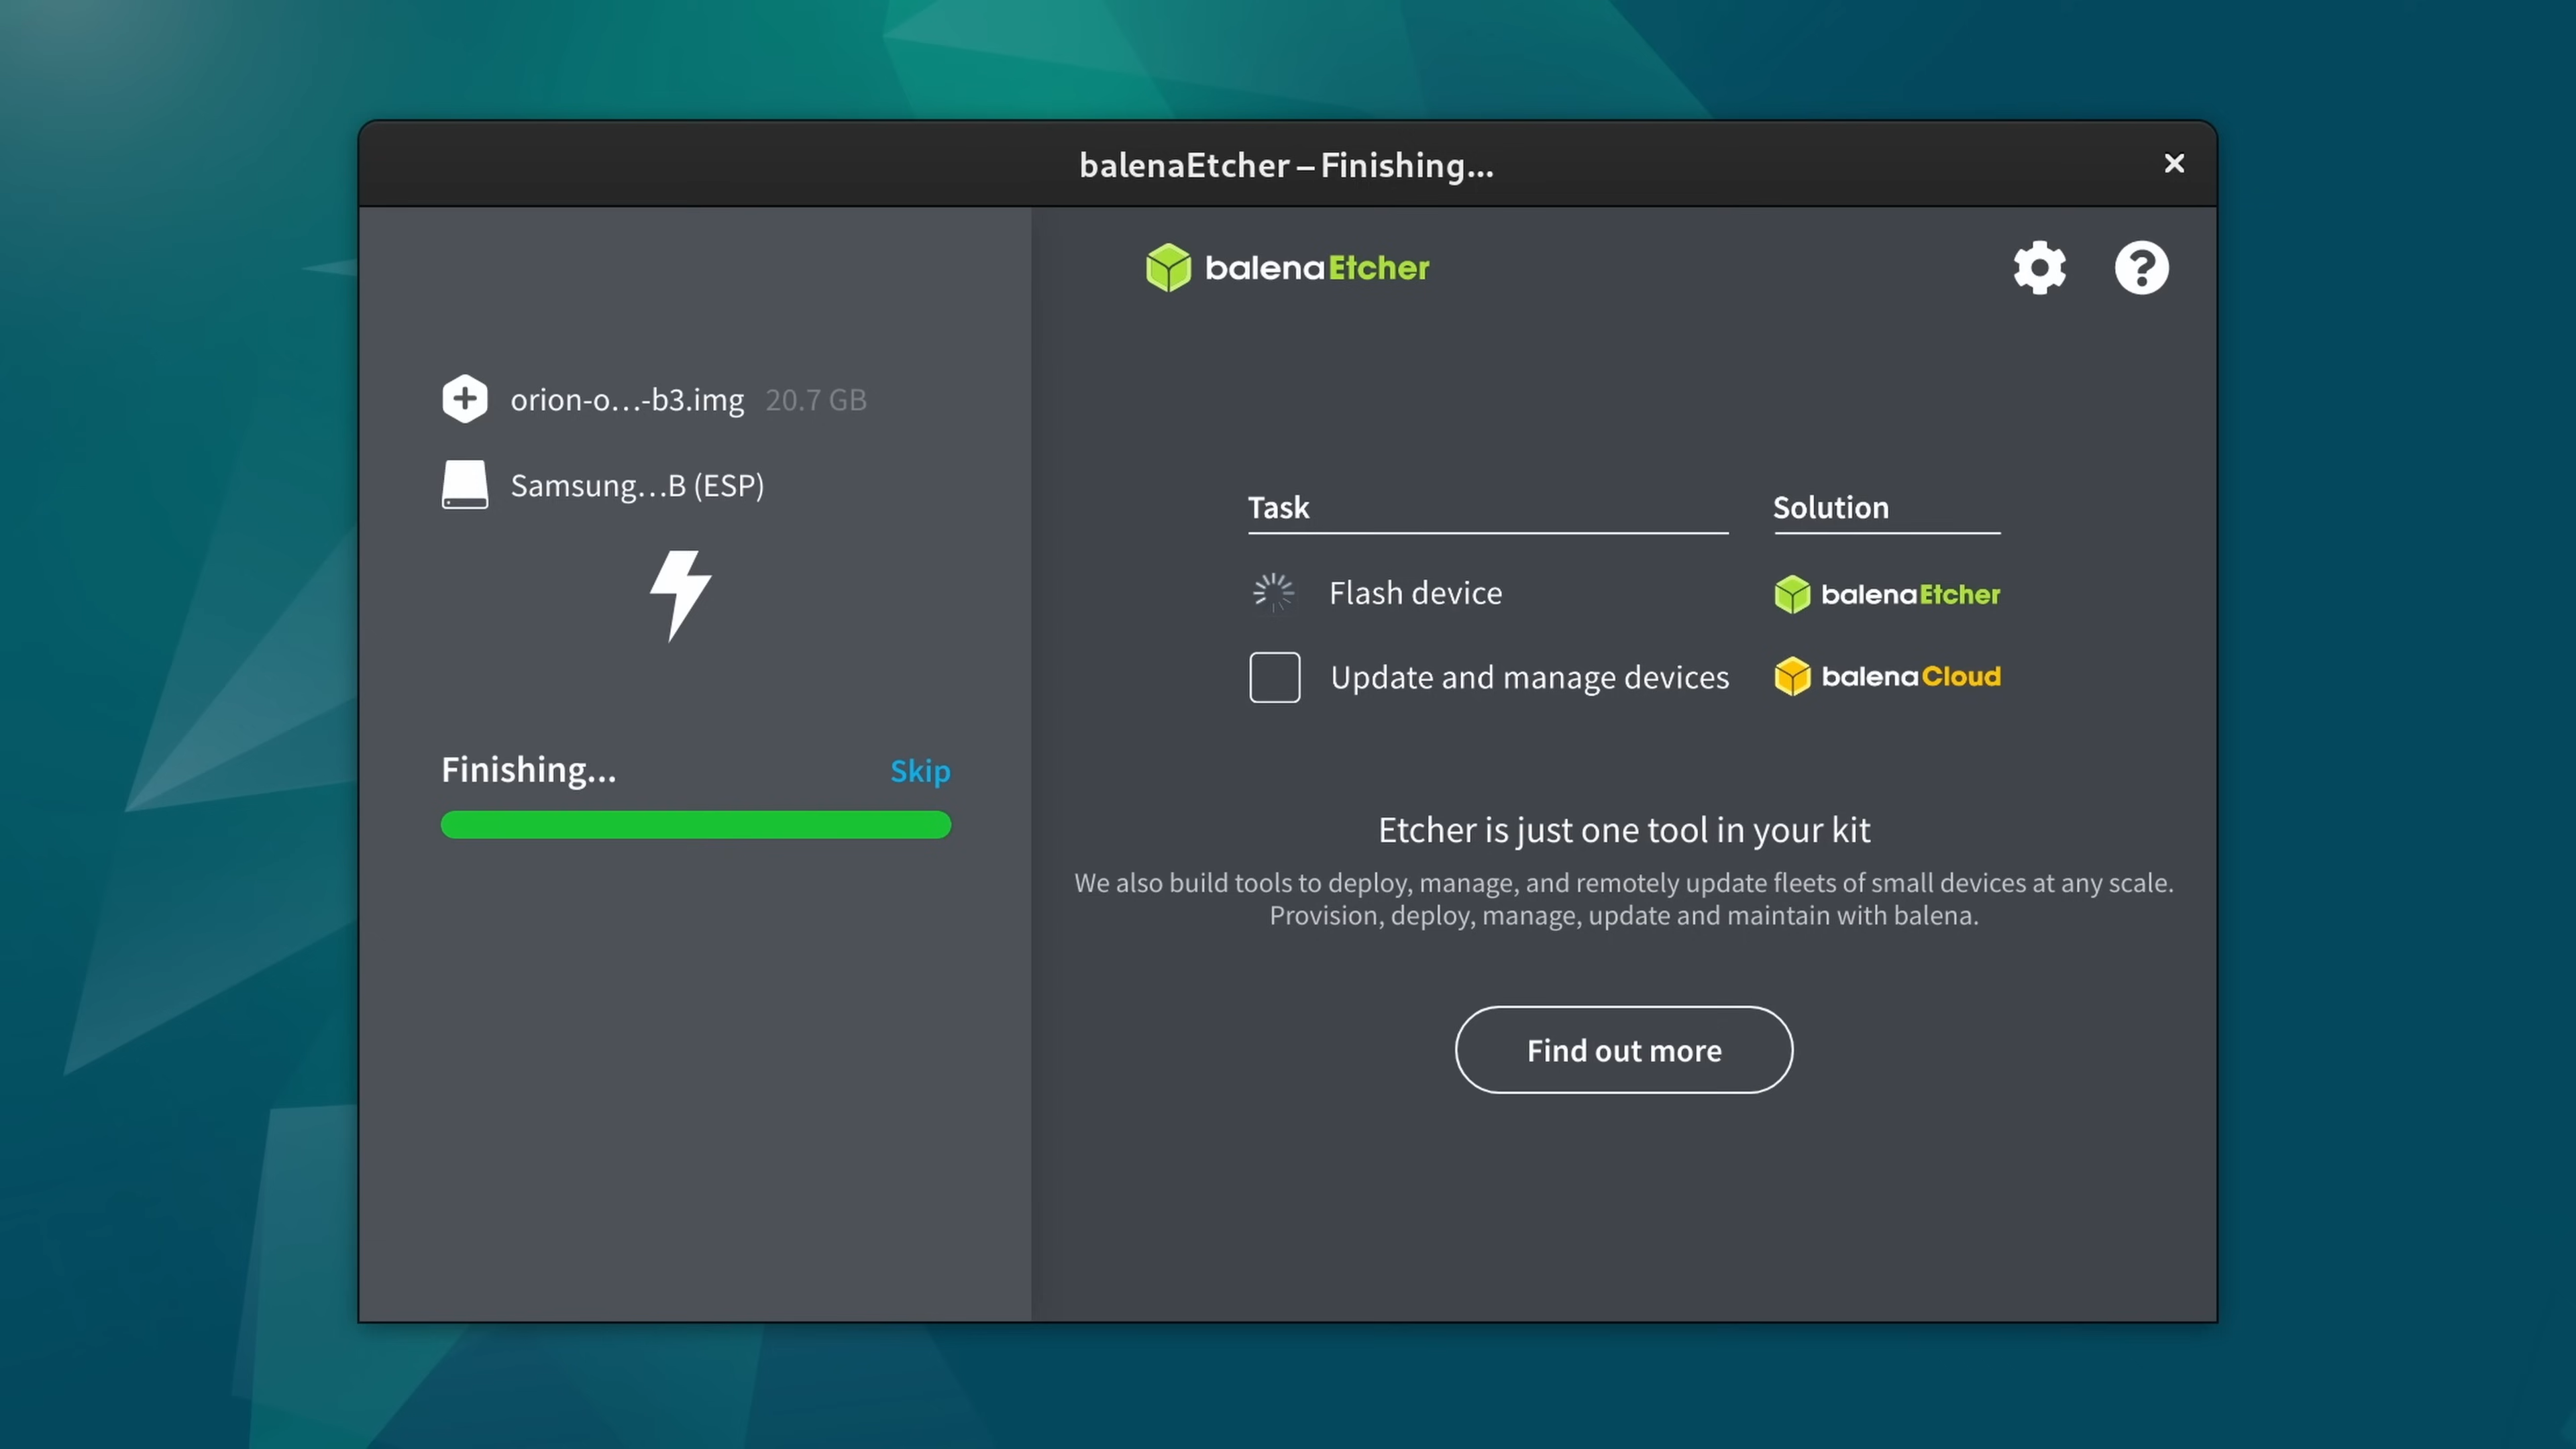 balenaEtcher – Finishing...
balenaEtcher
orion-o...-b3.img 20.7 GB
Samsung...B (ESP)
Finishing... Skip
Task Solution
Flash device balenaEtcher
Update and manage devices balenaCloud
Etcher is just one tool in your kit
We also build tools to deploy, manage, and remotely update fleets of small devices at any scale.
Provision, deploy, manage, update and maintain with balena.
Find out more